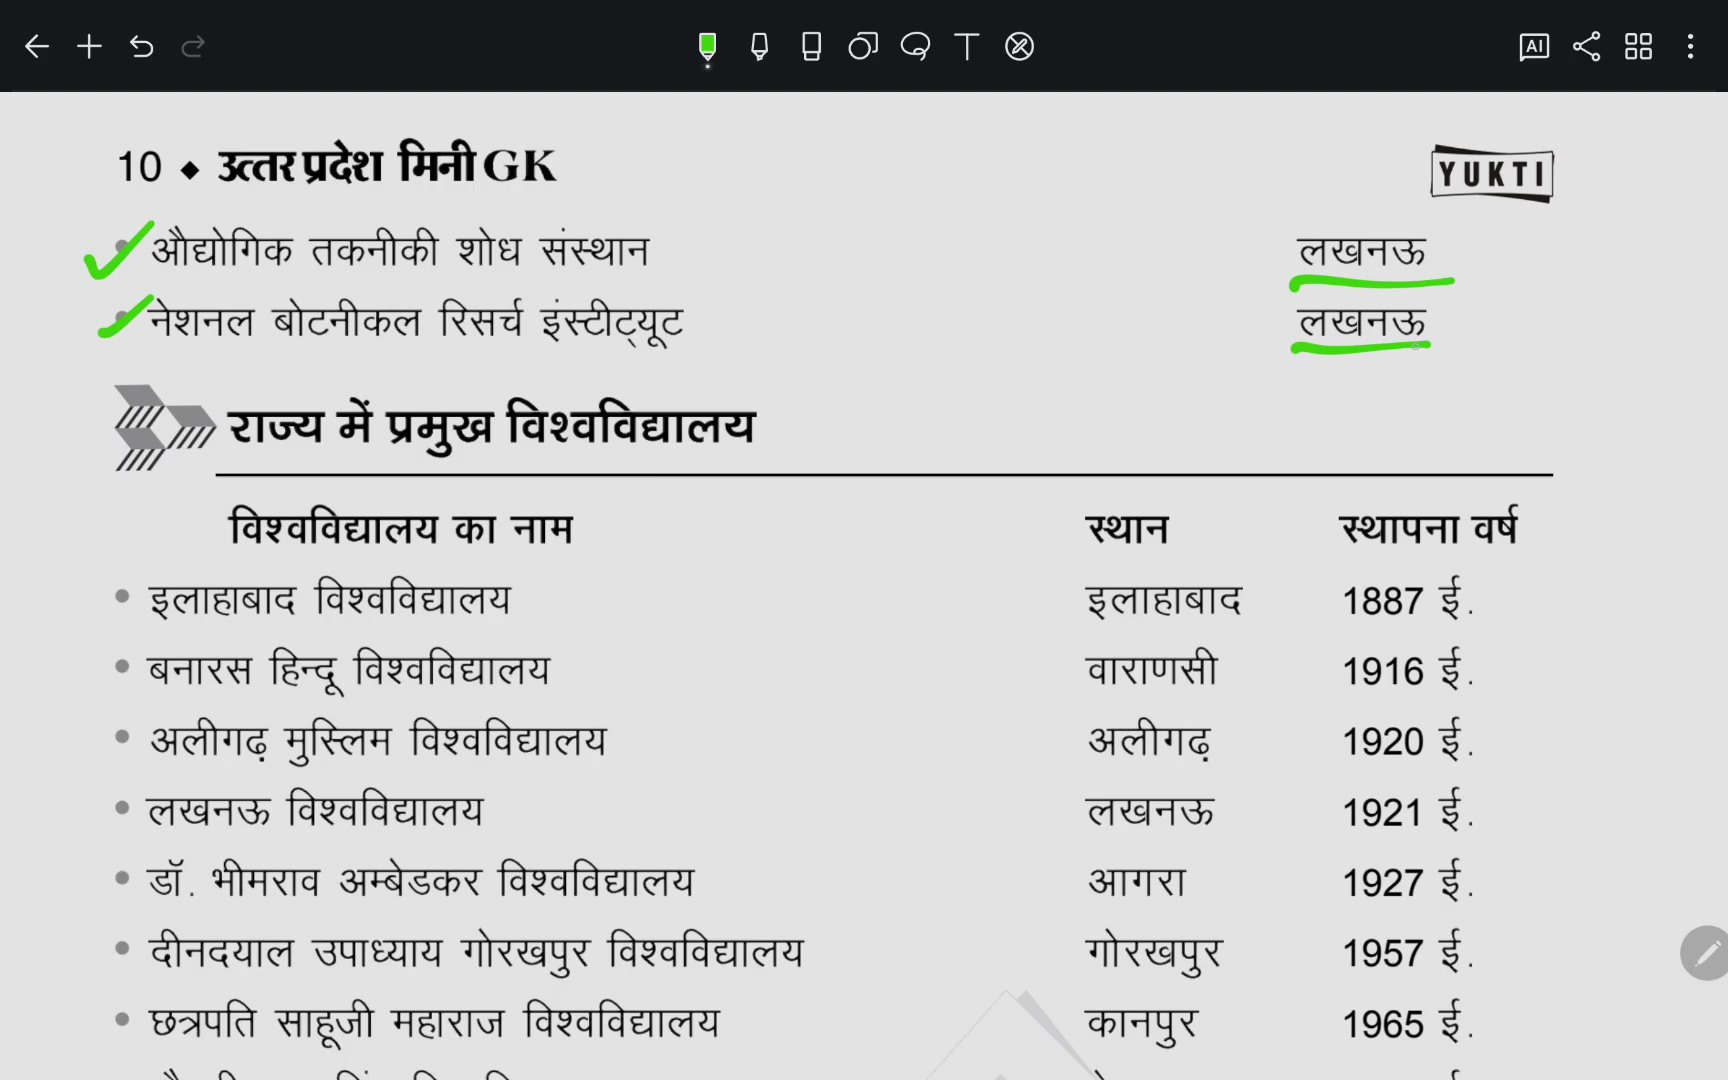 10 ◆ उत्तर प्रदेश मिनी GK YUKTI
• औद्योगिक तकनीकी शोध संस्थान लखनऊ
• नेशनल बोटनीकल रिसर्च इंस्टीट्यूट लखनऊ
राज्य में प्रमुख विश्वविद्यालय
विश्वविद्यालय का नाम स्थान स्थापना वर्ष
• इलाहाबाद विश्वविद्यालय इलाहाबाद 1887 ई.
• बनारस हिन्दू विश्वविद्यालय वाराणसी 1916 ई.
• अलीगढ़ मुस्लिम विश्वविद्यालय अलीगढ़ 1920 ई.
• लखनऊ विश्वविद्यालय लखनऊ 1921 ई.
• डॉ. भीमराव अम्बेडकर विश्वविद्यालय आगरा 1927 ई.
• दीनदयाल उपाध्याय गोरखपुर विश्वविद्यालय गोरखपुर 1957 ई.
• छत्रपति साहूजी महाराज विश्वविद्यालय कानपुर 1965 ई.